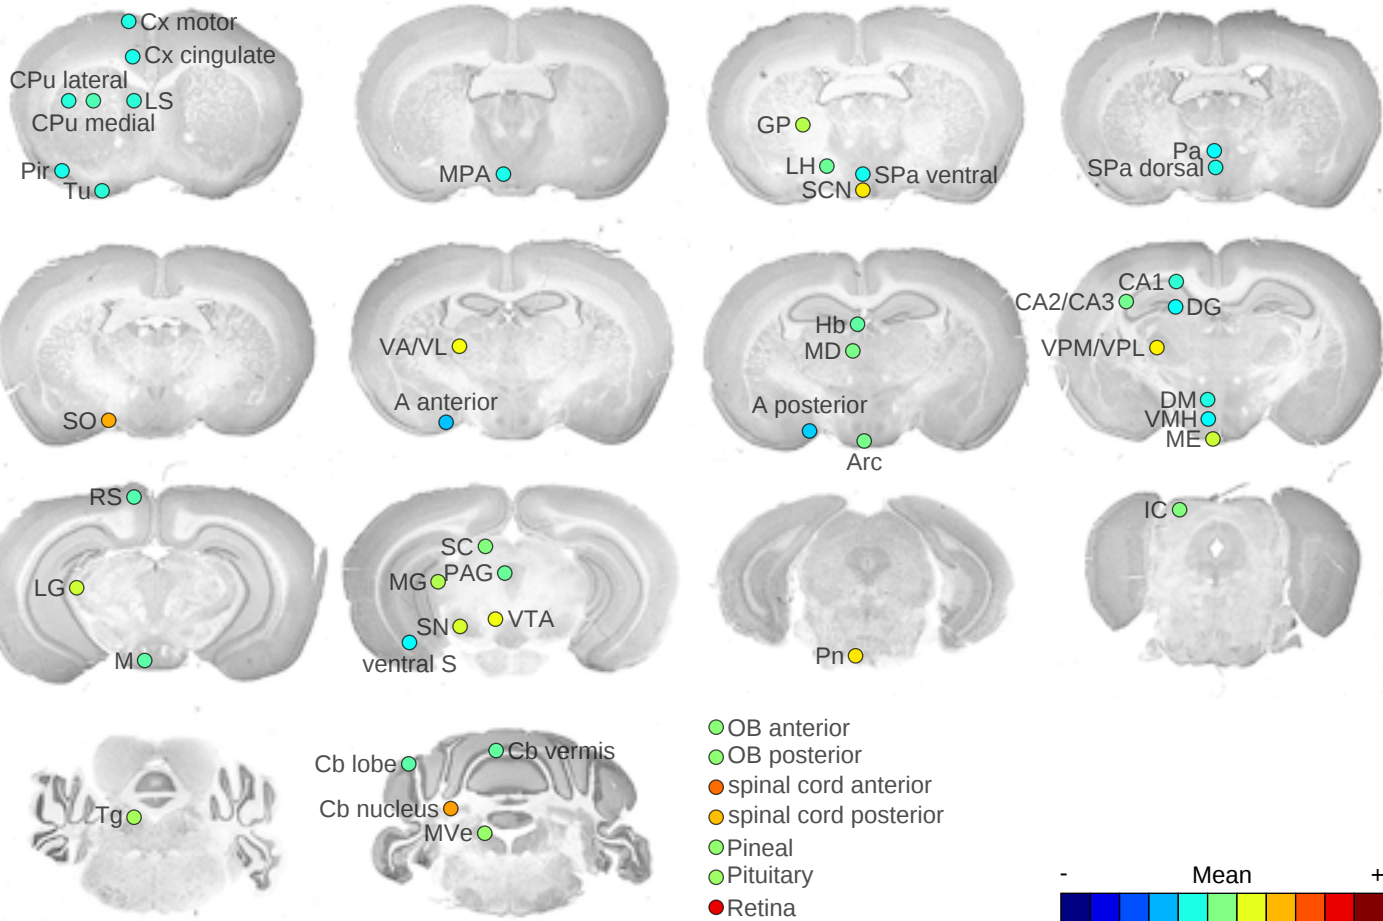 Cx motor
Cx cingulate
CPu lateral
LS
CPu medial
Pir
Tu
MPA
GP
LH
SPa ventral
SCN
Pa
SPa dorsal
SO
VA/VL
A anterior
Hb
MD
A posterior
Arc
CA1
CA2/CA3
DG
VPM/VPL
DM
VMH
ME
RS
LG
M
SC
PAG
MG
SN
VTA
ventral S
Pn
IC
Tg
Cb vermis
Cb lobe
Cb nucleus
MVe
OB anterior
OB posterior
spinal cord anterior
spinal cord posterior
Pineal
Pituitary
Retina
- Mean +